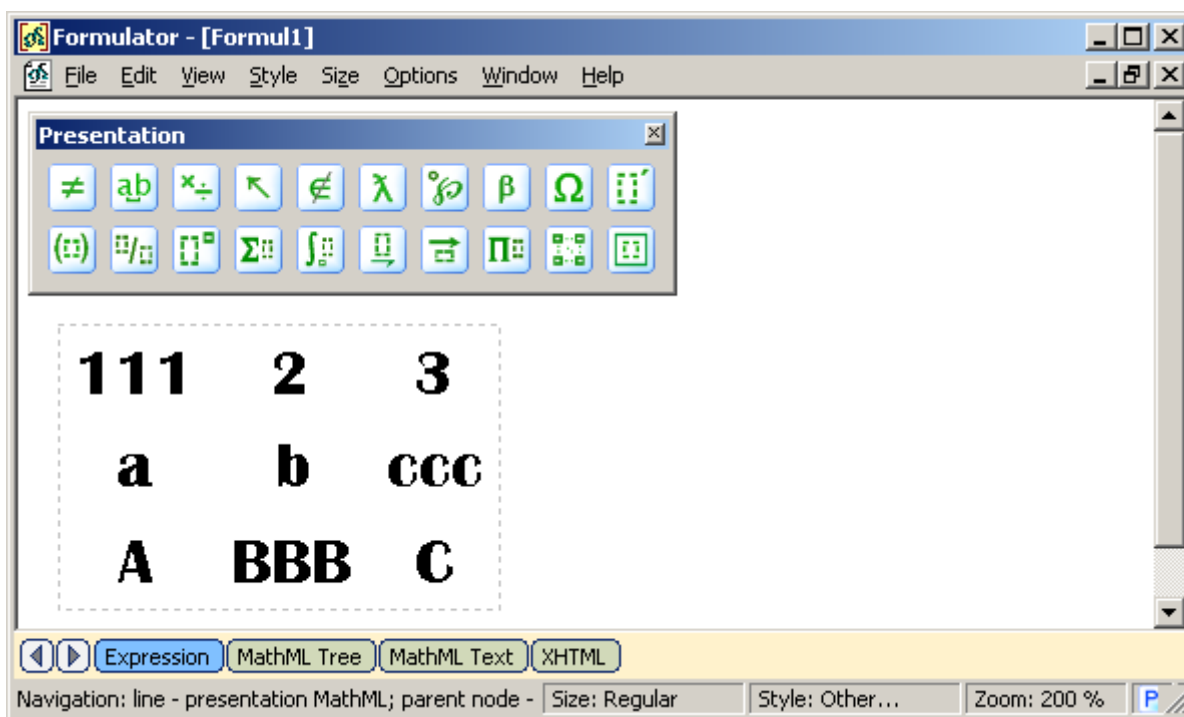 Formulator - [Formul1]
File Edit View Style Size Options Window Help
Presentation
≠ ab ×÷ ↖ ∉ ƛ °℘ β Ω
Σ ∫ Π
111 2 3
a b ccc
A BBB C
Expression MathML Tree MathML Text XHTML
Navigation: line - presentation MathML; parent node - Size: Regular Style: Other... Zoom: 200 % P